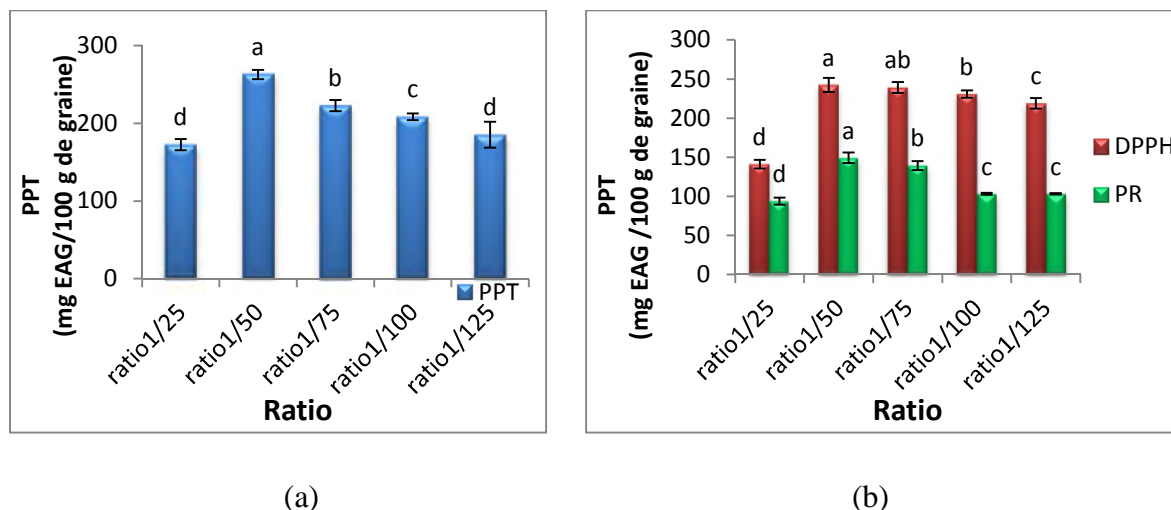 PPT
(mg EAG/100 g de graine)
300
200
100
0
d
a
b
c
d
PPT
ratio1/25
ratio1/50
ratio1/75
ratio1/100
ratio1/125
Ratio
(a)
PPT
(mg EAG /100 g de graine)
300
250
200
150
100
50
0
d
d
a
a
ab
b
b
c
c
c
DPPH
PR
ratio1/25
ratio1/50
ratio1/75
ratio1/100
ratio1/125
Ratio
(b)